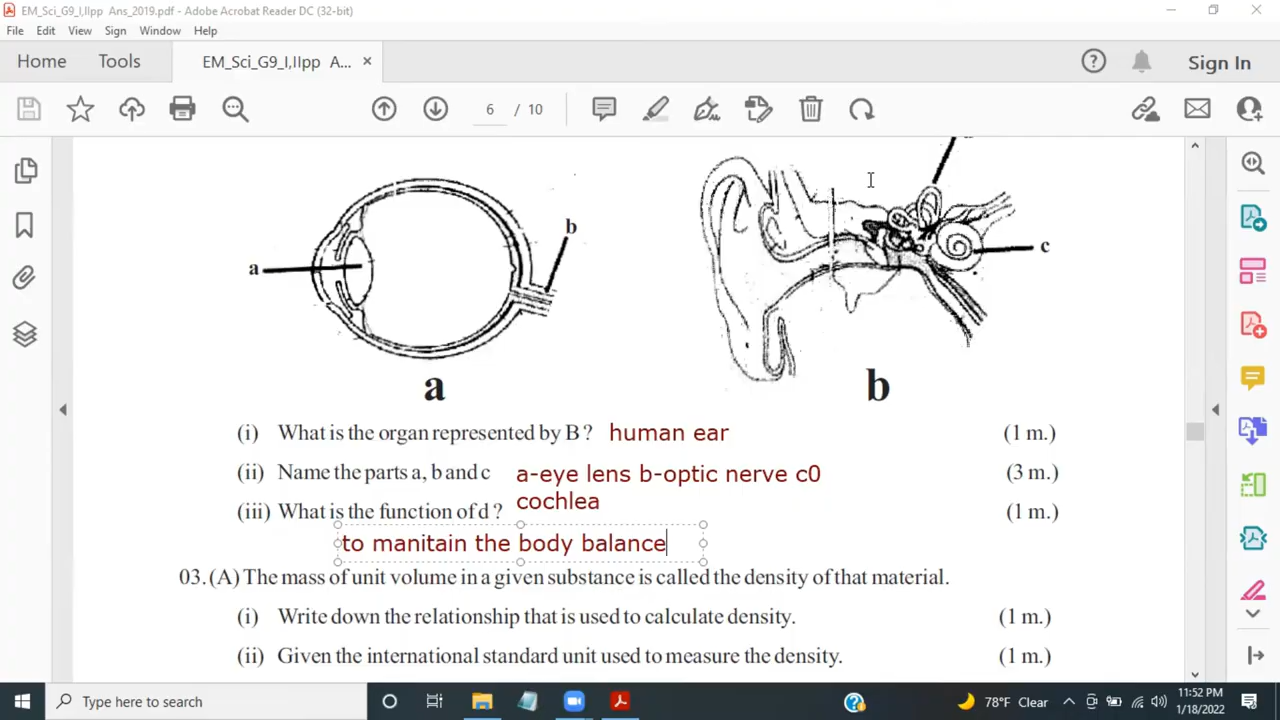 EM_Sci_G9_I,IIpp Ans_2019.pdf - Adobe Acrobat Reader DC (32-bit)
File Edit View Sign Window Help
Home Tools EM_Sci_G9_I,IIpp A... × Sign In
6 / 10
a
b
c
a
b
(i) What is the organ represented by B ? human ear (1 m.)
(ii) Name the parts a, b and c a-eye lens b-optic nerve c0 (3 m.)
cochlea
(iii) What is the function of d ? (1 m.)
to manitain the body balance
03.(A) The mass of unit volume in a given substance is called the density of that material.
(i) Write down the relationship that is used to calculate density. (1 m.)
(ii) Given the international standard unit used to measure the density. (1 m.)
Type here to search
78°F Clear
11:52 PM
1/18/2022